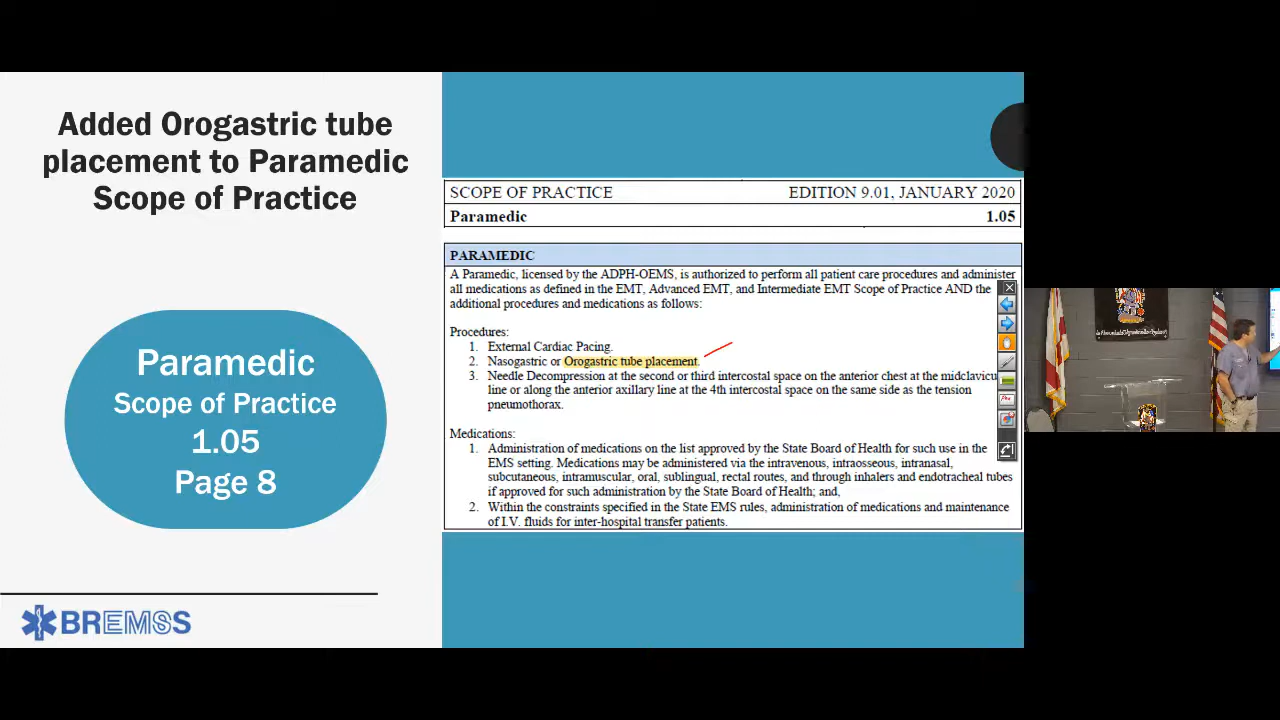 Added Orogastric tube
placement to Paramedic
Scope of Practice
Paramedic
Scope of Practice
1.05
Page 8
BREMSS
SCOPE OF PRACTICE EDITION 9.01, JANUARY 2020
Paramedic 1.05
PARAMEDIC
A Paramedic, licensed by the ADPH-OEMS, is authorized to perform all patient care procedures and administer
all medications as defined in the EMT, Advanced EMT, and Intermediate EMT Scope of Practice AND the
additional procedures and medications as follows:
Procedures:
1. External Cardiac Pacing.
2. Nasogastric or Orogastric tube placement.
3. Needle Decompression at the second or third intercostal space on the anterior chest at the midclavicu
line or along the anterior axillary line at the 4th intercostal space on the same side as the tension
pneumothorax.
Medications:
1. Administration of medications on the list approved by the State Board of Health for such use in the
EMS setting. Medications may be administered via the intravenous, intraosseous, intranasal,
subcutaneous, intramuscular, oral, sublingual, rectal routes, and through inhalers and endotracheal tubes
if approved for such administration by the State Board of Health; and,
2. Within the constraints specified in the State EMS rules, administration of medications and maintenance
of I.V. fluids for inter-hospital transfer patients.